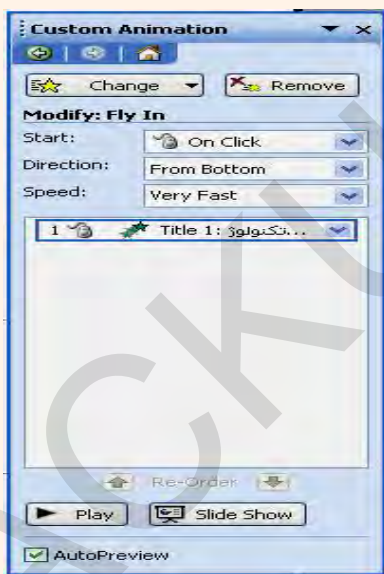 Custom Animation
Change Remove
Modify: Fly In
Start: On Click
Direction: From Bottom
Speed: Very Fast
1 Title 1: تكنولوژ...
Re-Order
Play Slide Show
AutoPreview